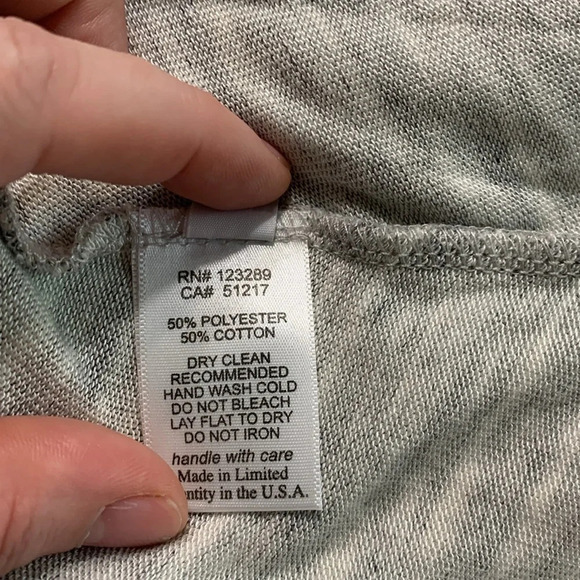 RN# 123289
CA# 51217
50% POLYESTER
50% COTTON
DRY CLEAN
RECOMMENDED
HAND WASH COLD
DO NOT BLEACH
LAY FLAT TO DRY
DO NOT IRON
handle with care
Made in Limited
in the U.S.A.